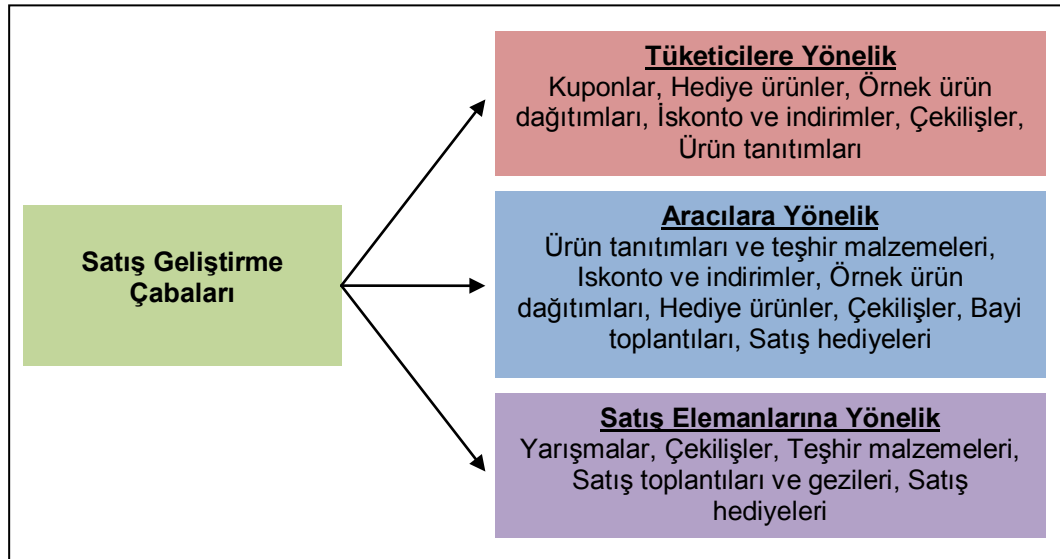 Satış Geliştirme
Çabaları
Tüketicilere Yönelik
Kuponlar, Hediye ürünler, Örnek ürün
dağıtımları, İskonto ve indirimler, Çekilişler,
Ürün tanıtımları
Aracılara Yönelik
Ürün tanıtımları ve teşhir malzemeleri,
Iskonto ve indirimler, Örnek ürün
dağıtımları, Hediye ürünler, Çekilişler, Bayi
toplantıları, Satış hediyeleri
Satış Elemanlarına Yönelik
Yarışmalar, Çekilişler, Teşhir malzemeleri,
Satış toplantıları ve gezileri, Satış
hediyeleri